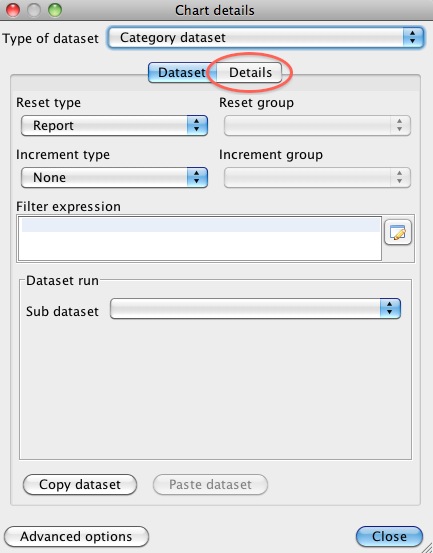 Chart details
Type of dataset Category dataset
Dataset Details
Reset type Reset group
Report
Increment type Increment group
None
Filter expression
Dataset run
Sub dataset
Copy dataset Paste dataset
Advanced options Close